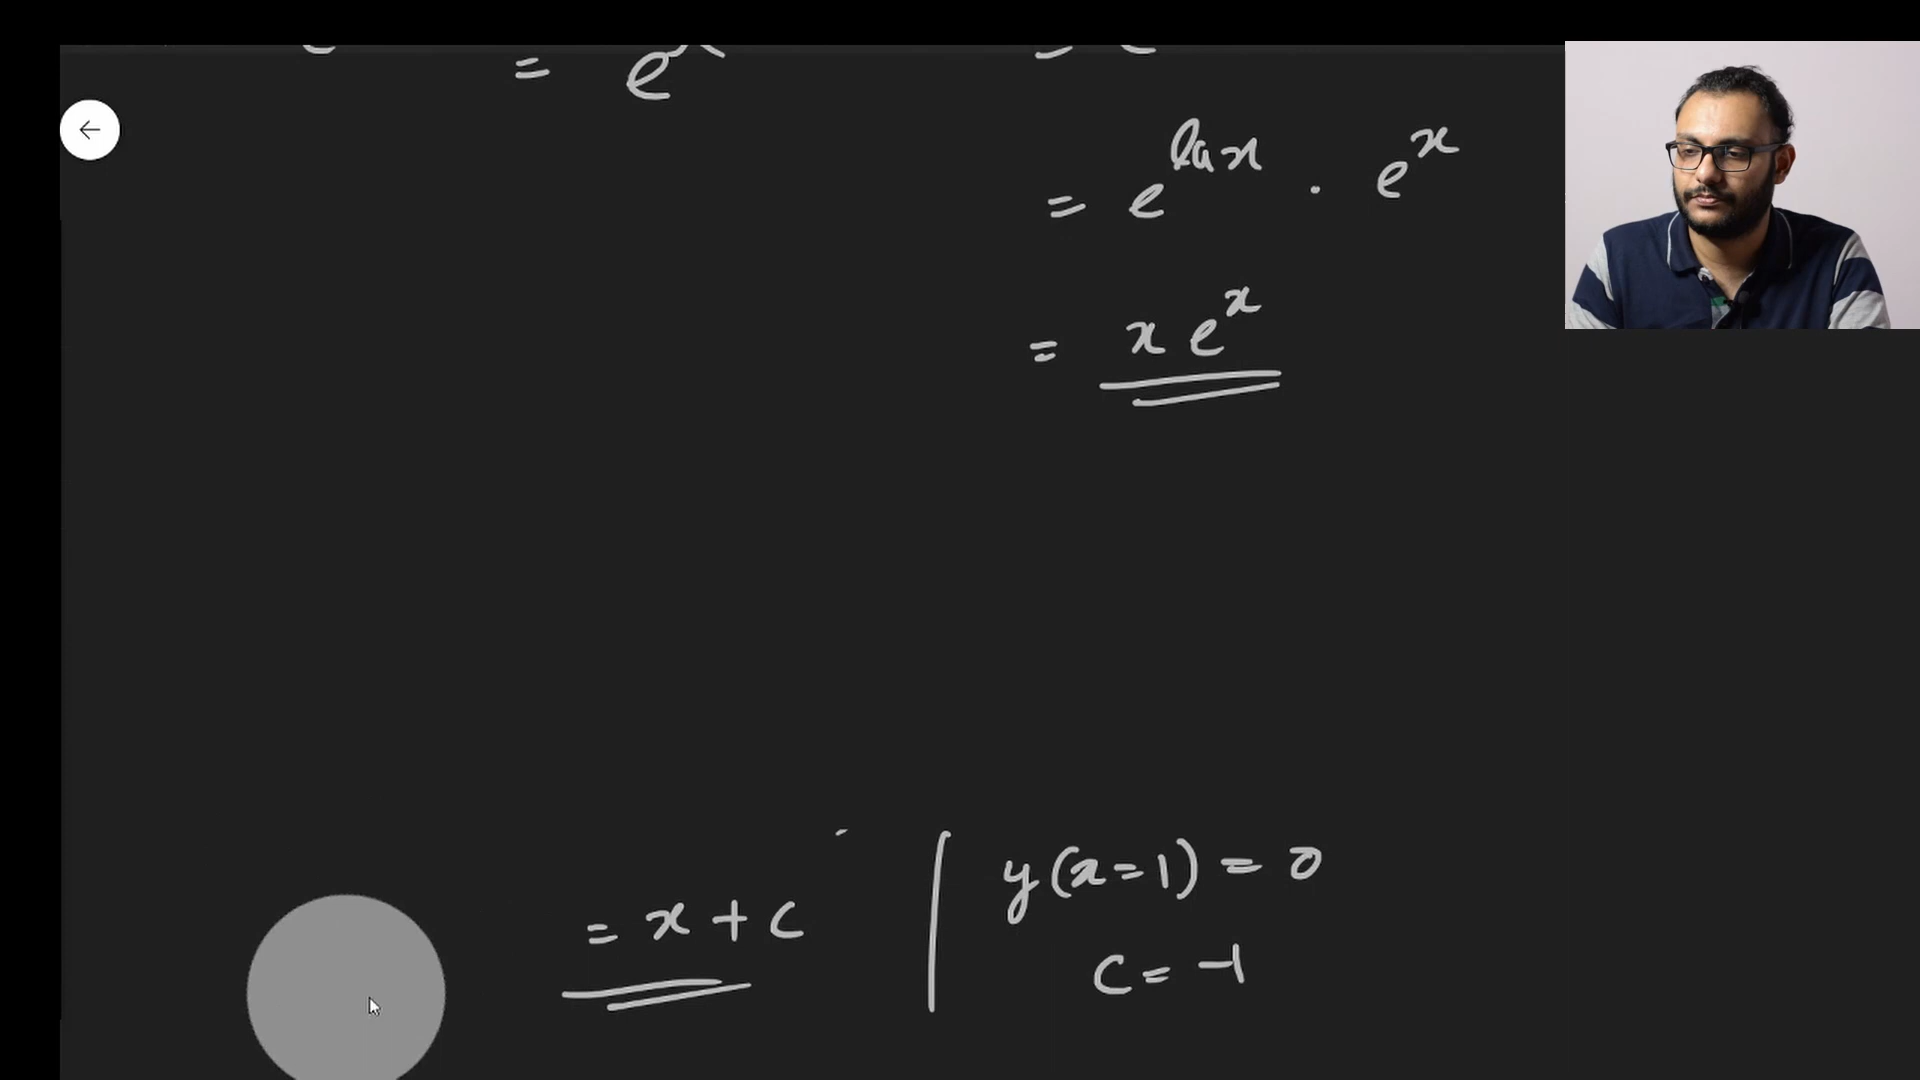 = e^{ln x} · e^x
= x e^x
= x + c
y(x=1) = 0
c = -1